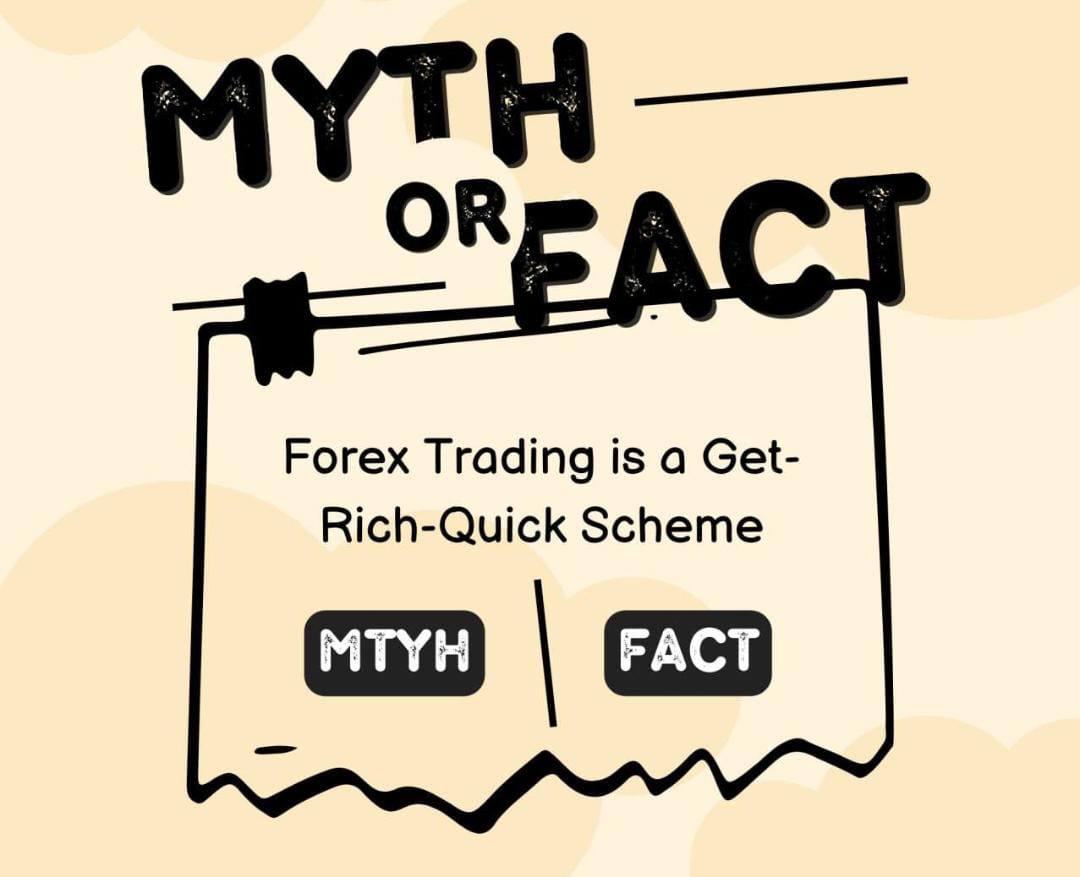 MYTH
OR
FACT
Forex Trading is a Get-
Rich-Quick Scheme
MTYH
FACT